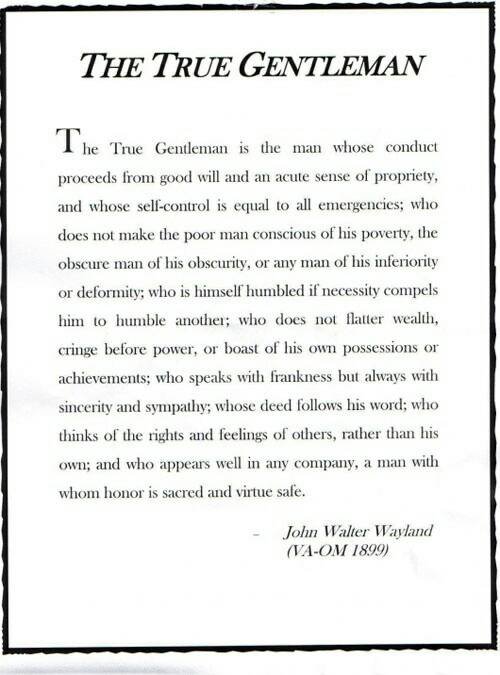 THE TRUE GENTLEMAN
The True Gentleman is the man whose conduct
proceeds from good will and an acute sense of propriety,
and whose self-control is equal to all emergencies; who
does not make the poor man conscious of his poverty, the
obscure man of his obscurity, or any man of his inferiority
or deformity; who is himself humbled if necessity compels
him to humble another; who does not flatter wealth,
cringe before power, or boast of his own possessions or
achievements; who speaks with frankness but always with
sincerity and sympathy; whose deed follows his word; who
thinks of the rights and feelings of others, rather than his
own; and who appears well in any company, a man with
whom honor is sacred and virtue safe.
– John Walter Wayland
(VA-OM 1899)